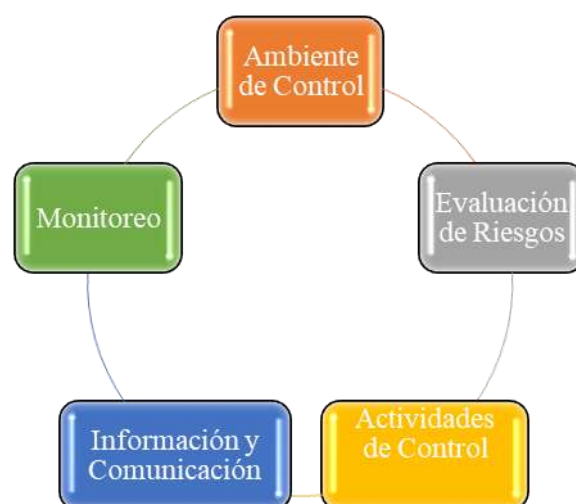 Ambiente
de Control
Evaluación
de Riesgos
Actividades
de Control
Información y
Comunicación
Monitoreo